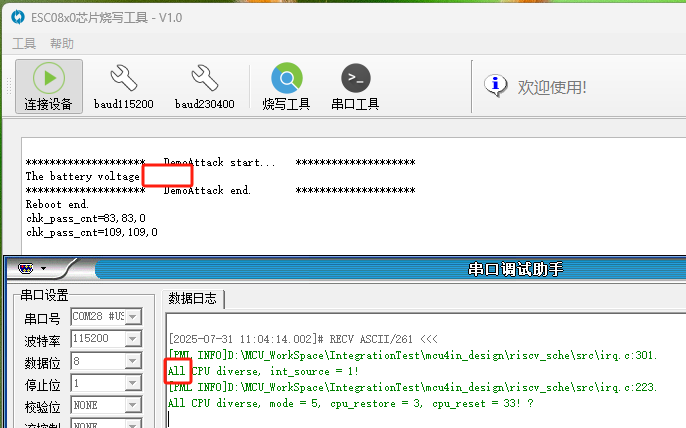 ESC08x0芯片烧写工具 - V1.0
工具 帮助
连接设备 baud115200 baud230400 烧写工具 串口工具 欢迎使用!
******************** DemoAttack start... ********************
The battery voltage
******************** DemoAttack end. ********************
Reboot end.
chk_pass_cnt=83,83,0
chk_pass_cnt=109,109,0
串口调试助手
串口设置 数据日志
串口号 COM28 #US
波特率 115200
数据位 8
停止位 1
校验位 NONE
NONE
[2025-07-31 11:04:14.002]# RECV ASCII/261 <<<
[PML INFO]D:\MCU_WorkSpace\IntegrationTest\mcu4in_design\riscv_sche\src\irq.c:301.
All CPU diverse, int_source = 1!
[PML INFO]D:\MCU_WorkSpace\IntegrationTest\mcu4in_design\riscv_sche\src\irq.c:223.
All CPU diverse, mode = 5, cpu_restore = 3, cpu_reset = 33! ?